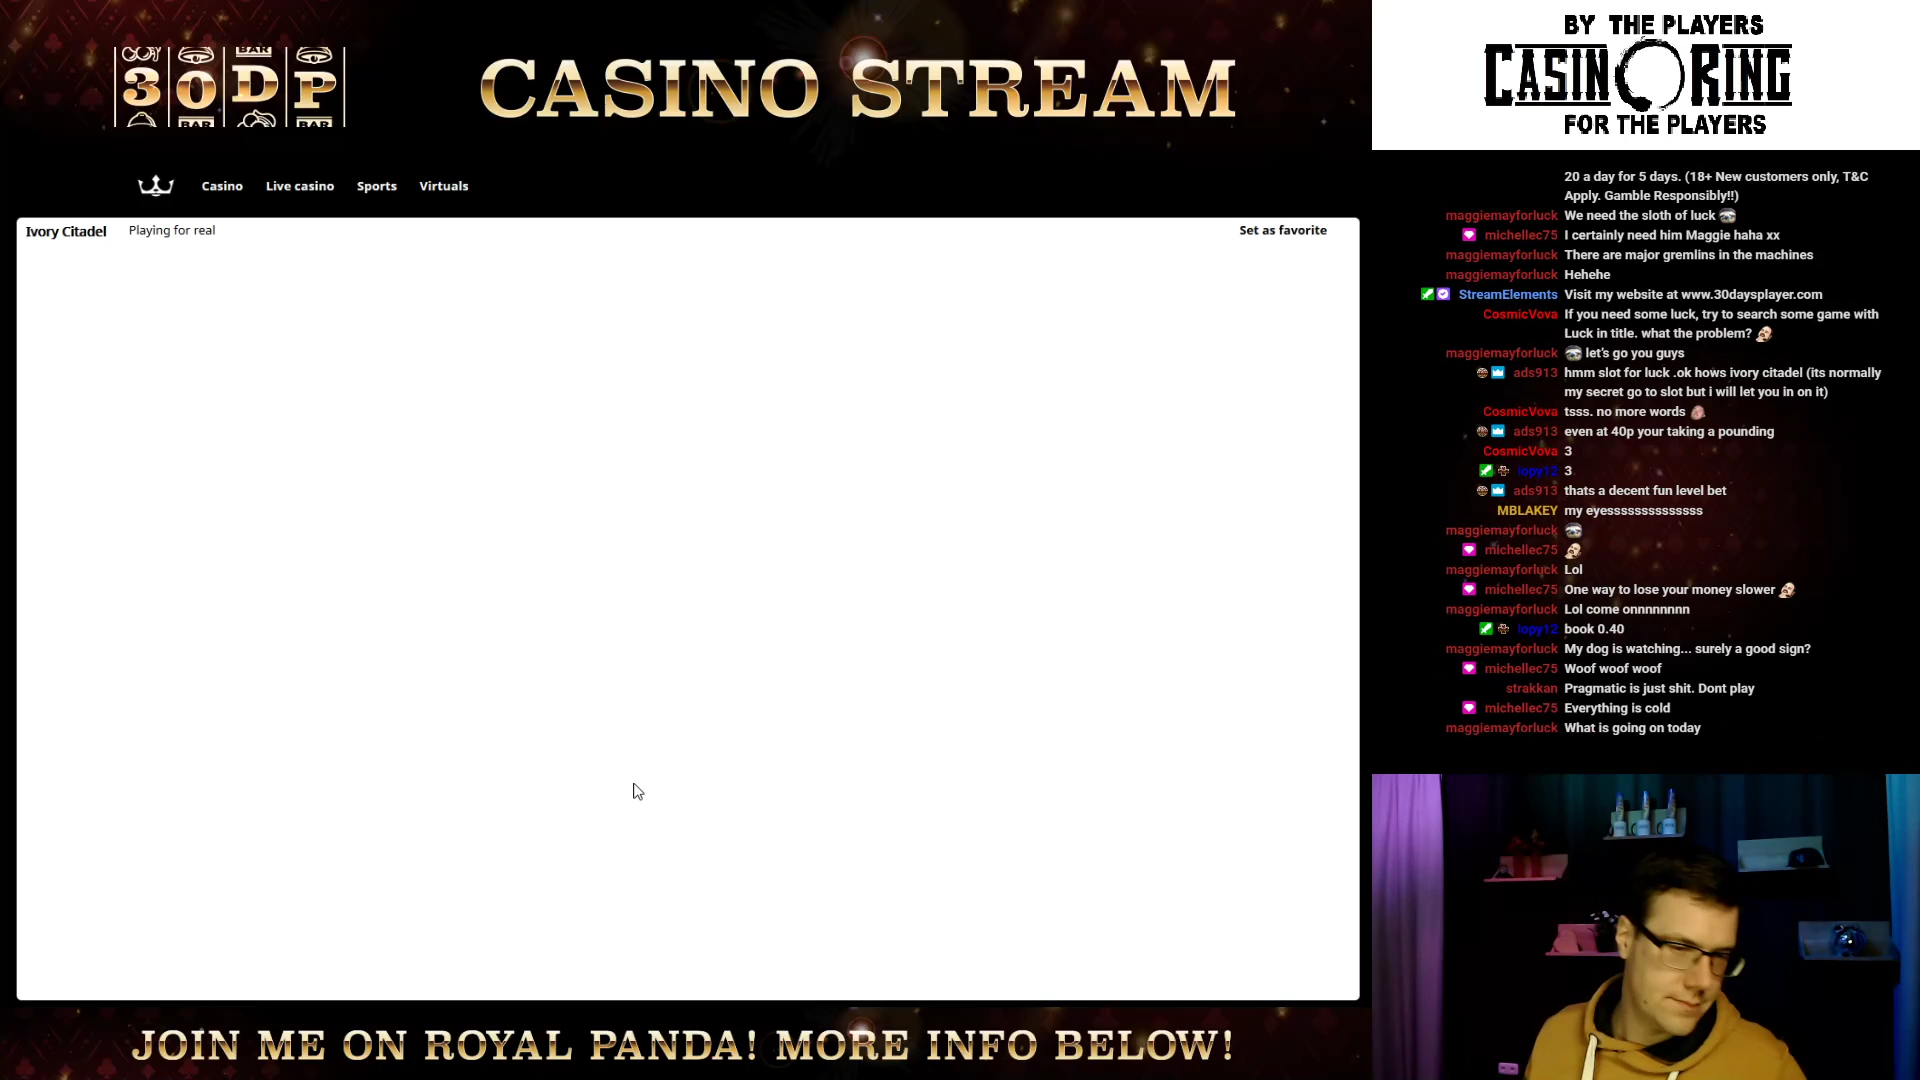 30DP
BAR
BAR BAR
CASINO STREAM
BY THE PLAYERS
CASINO RING
FOR THE PLAYERS
Casino Live casino Sports Virtuals
Ivory Citadel Playing for real Set as favorite
20 a day for 5 days. (18+ New customers only, T&C
Apply. Gamble Responsibly!!)
maggiemayforluck We need the sloth of luck
michellec75 I certainly need him Maggie haha xx
maggiemayforluck There are major gremlins in the machines
maggiemayforluck Hehehe
StreamElements Visit my website at www.30daysplayer.com
CosmicVova If you need some luck, try to search some game with
Luck in title. what the problem?
maggiemayforluck let's go you guys
ads913 hmm slot for luck .ok hows ivory citadel (its normally
my secret go to slot but i will let you in on it)
CosmicVova tsss. no more words
ads913 even at 40p your taking a pounding
CosmicVova 3
lopy12 3
ads913 thats a decent fun level bet
MBLAKEY my eyesssssssssssss
maggiemayforluck
michellec75
maggiemayforluck Lol
michellec75 One way to lose your money slower
maggiemayforluck Lol come onnnnnnnn
lopy12 book 0.40
maggiemayforluck My dog is watching... surely a good sign?
michellec75 Woof woof woof
strakkan Pragmatic is just shit. Dont play
michellec75 Everything is cold
maggiemayforluck What is going on today
JOIN ME ON ROYAL PANDA! MORE INFO BELOW!